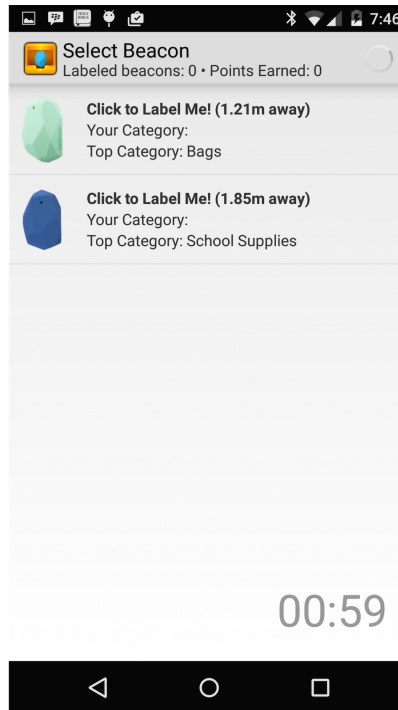 7:46
Select Beacon
Labeled beacons: 0 • Points Earned: 0
Click to Label Me! (1.21m away)
Your Category:
Top Category: Bags
Click to Label Me! (1.85m away)
Your Category:
Top Category: School Supplies
00:59